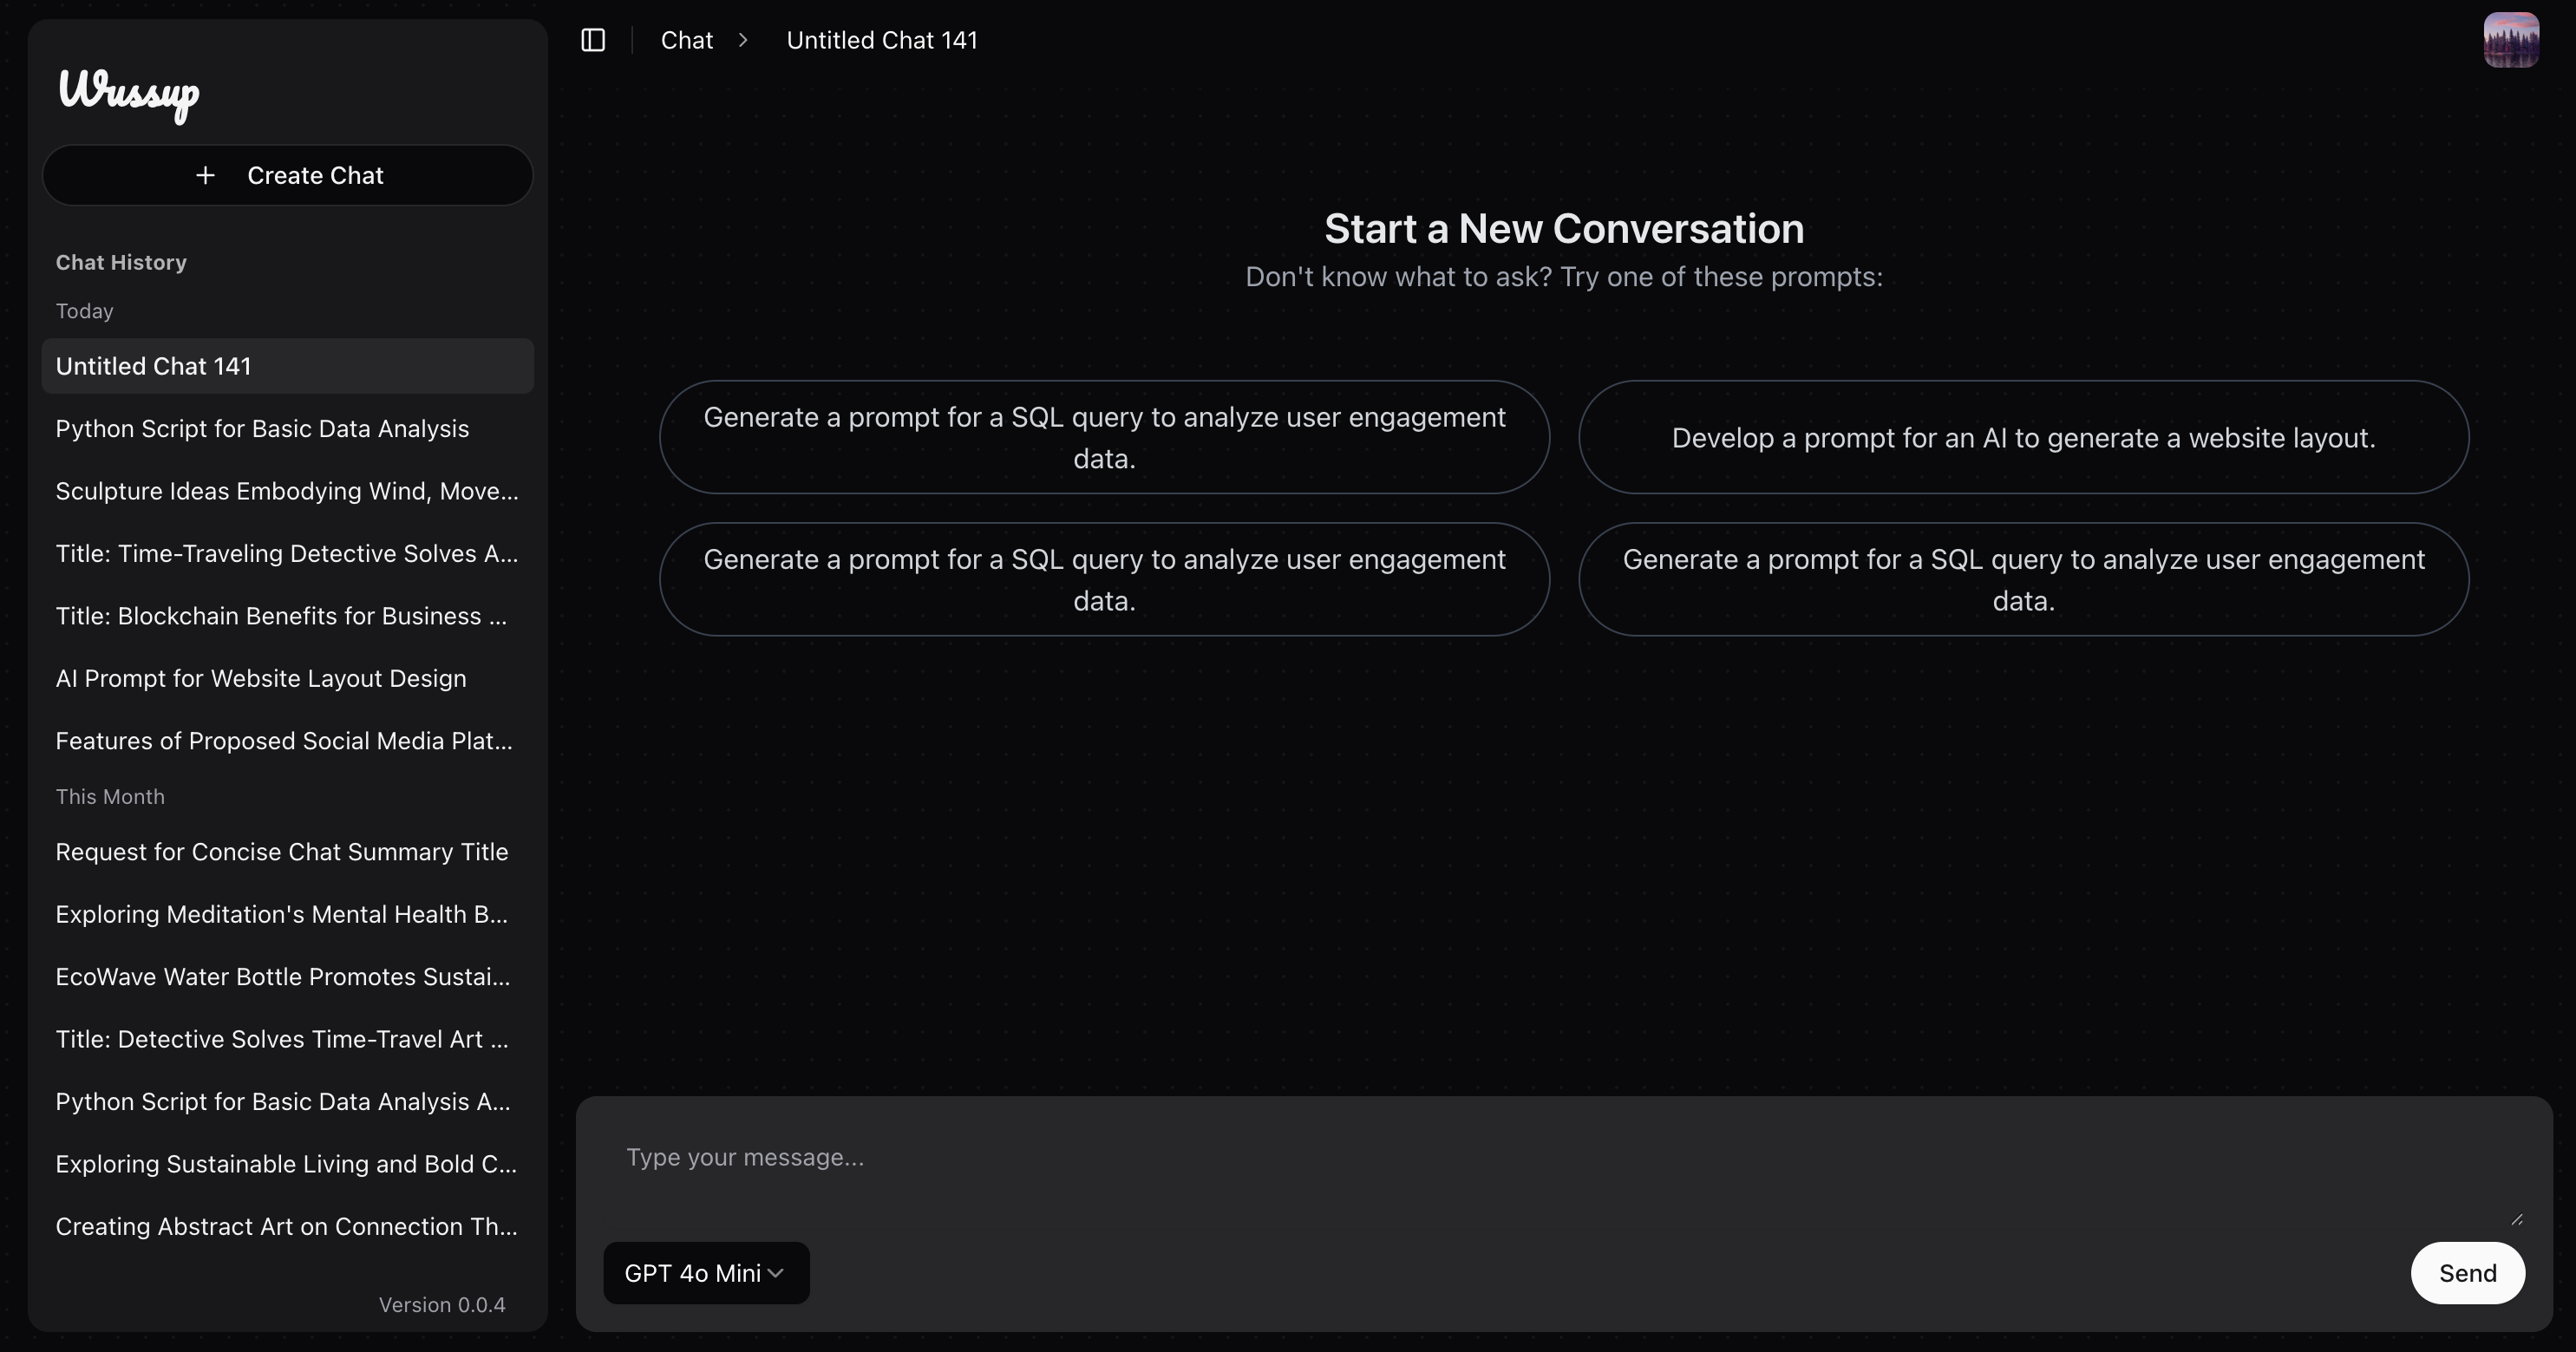 Wussup
Create Chat
Chat History
Today
Untitled Chat 141
Python Script for Basic Data Analysis
Sculpture Ideas Embodying Wind, Move...
Title: Time-Traveling Detective Solves A...
Title: Blockchain Benefits for Business ...
AI Prompt for Website Layout Design
Features of Proposed Social Media Plat...
This Month
Request for Concise Chat Summary Title
Exploring Meditation's Mental Health B...
EcoWave Water Bottle Promotes Sustai...
Title: Detective Solves Time-Travel Art ...
Python Script for Basic Data Analysis A...
Exploring Sustainable Living and Bold C...
Creating Abstract Art on Connection Th...
Version 0.0.4
Chat
Untitled Chat 141
Start a New Conversation
Don't know what to ask? Try one of these prompts:
Generate a prompt for a SQL query to analyze user engagement
data.
Develop a prompt for an AI to generate a website layout.
Generate a prompt for a SQL query to analyze user engagement
data.
Generate a prompt for a SQL query to analyze user engagement
data.
Type your message...
GPT 4o Mini
Send